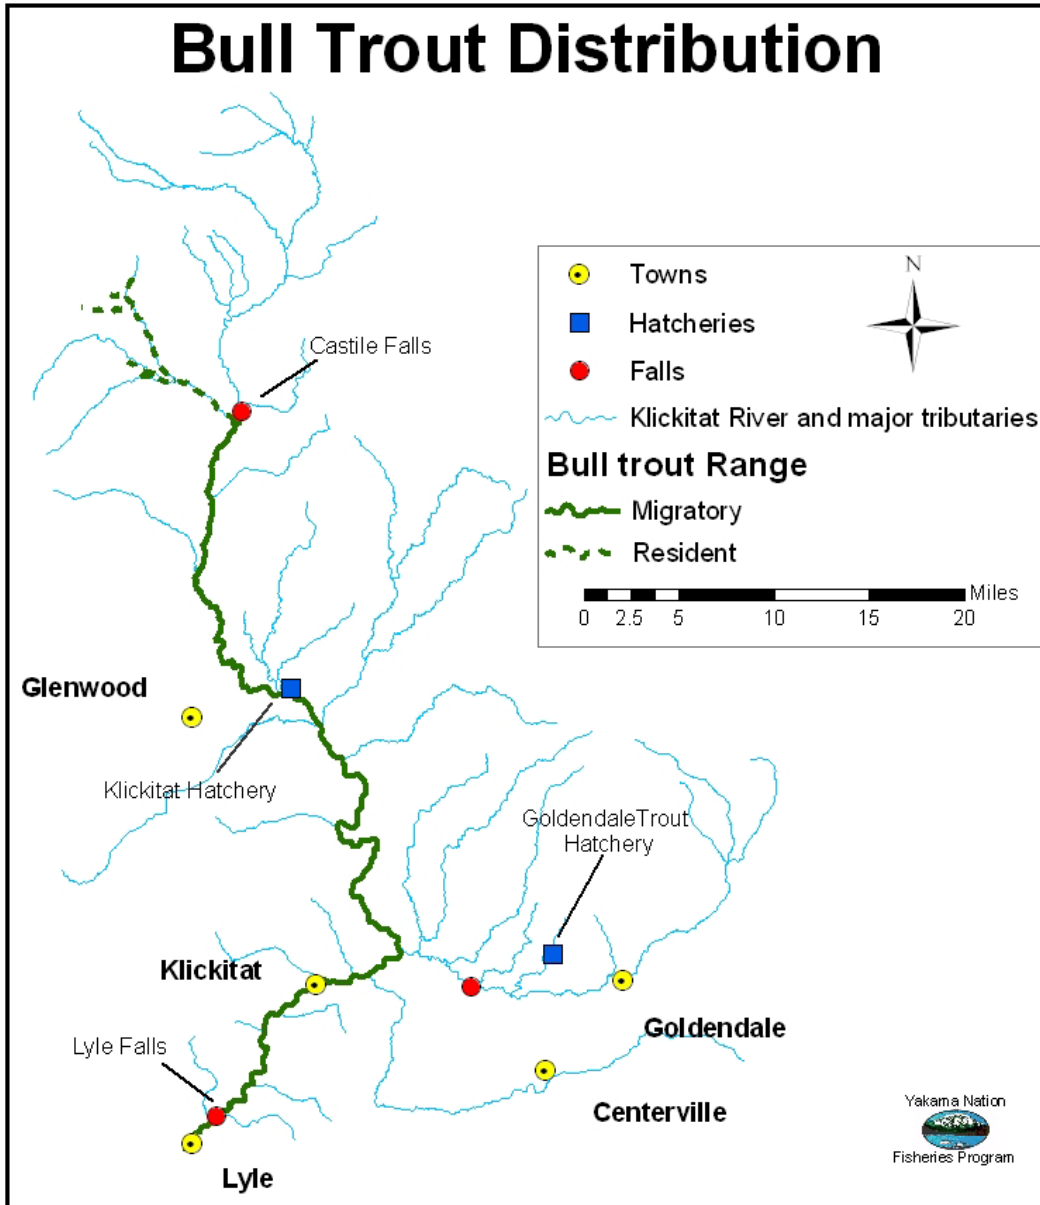 Bull Trout Distribution
N
Towns
Hatcheries
Falls
Klickitat River and major tributaries
Bull trout Range
Migratory
Resident
Miles
0 2.5 5 10 15 20
Castile Falls
Glenwood
Klickitat Hatchery
GoldendaleTrout
Hatchery
Klickitat
Goldendale
Lyle Falls
Centerville
Lyle
Yakama Nation
Fisheries Program